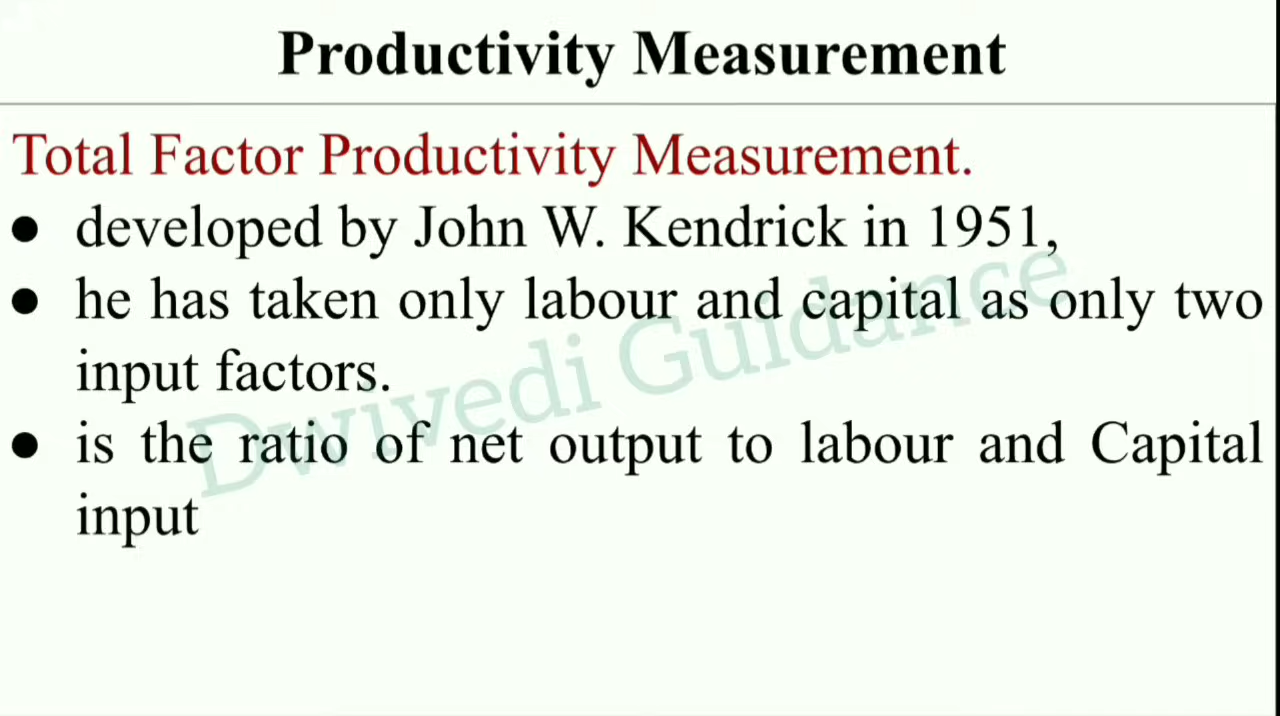 Productivity Measurement
Total Factor Productivity Measurement.
● developed by John W. Kendrick in 1951,
● he has taken only labour and capital as only two
input factors.
● is the ratio of net output to labour and Capital
input
Dwivedi Guidance